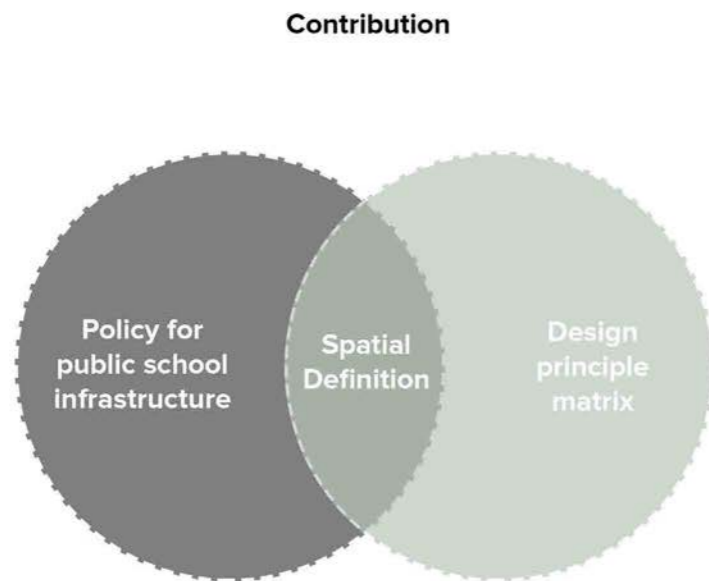 Contribution
Policy for
public school
infrastructure
Spatial
Definition
Design
principle
matrix